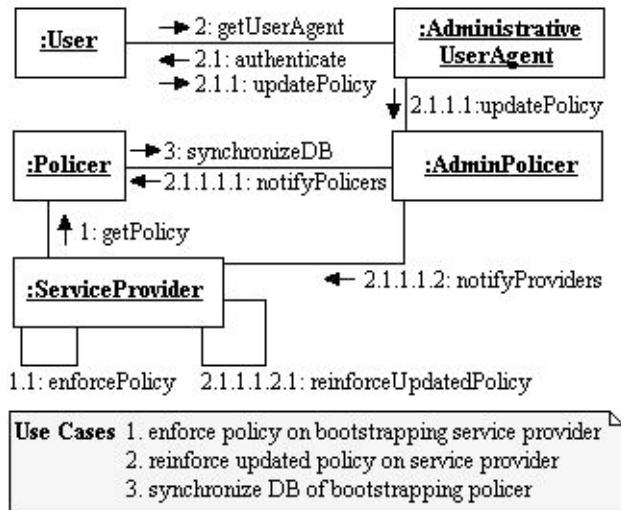 :User
2: getUserAgent
2.1: authenticate
2.1.1: updatePolicy
:Administrative
UserAgent
2.1.1.1:updatePolicy
:Policer
3: synchronizeDB
2.1.1.1.1: notifyPolicers
:AdminPolicer
1: getPolicy
:ServiceProvider
2.1.1.1.2: notifyProviders
1.1: enforcePolicy
2.1.1.1.2.1: reinforceUpdatedPolicy
Use Cases 1. enforce policy on bootstrapping service provider
2. reinforce updated policy on service provider
3. synchronize DB of bootstrapping policer